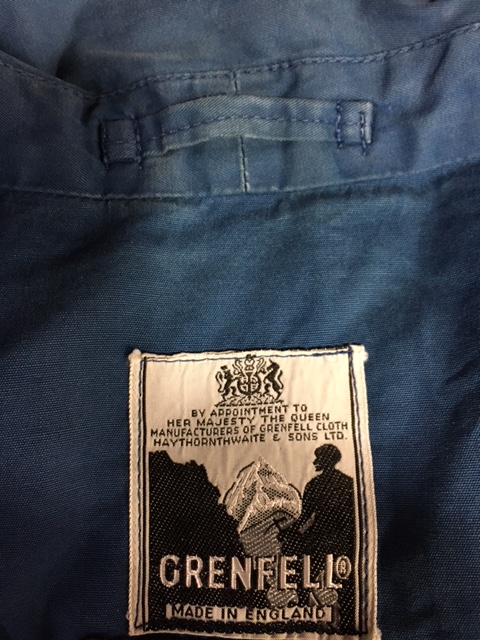 BY APPOINTMENT TO
HER MAJESTY THE QUEEN
MANUFACTURERS OF GRENFELL CLOTH
HAYTHORNTHWAITE & SONS LTD.
GRENFELL®
MADE IN ENGLAND